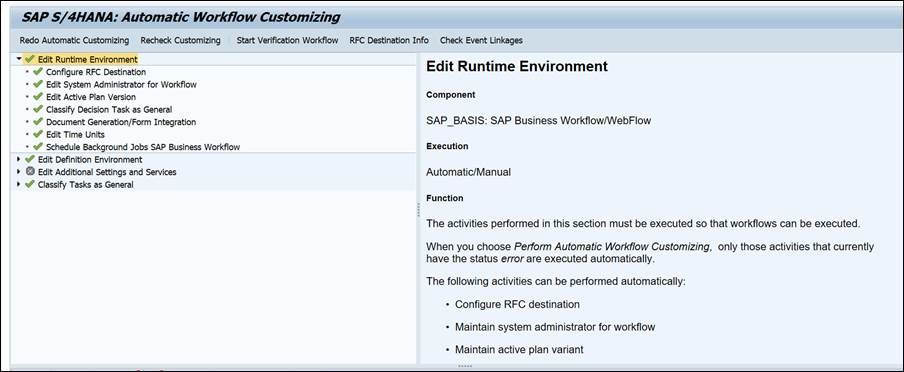 SAP S/4HANA: Automatic Workflow Customizing
Redo Automatic Customizing Recheck Customizing Start Verification Workflow RFC Destination Info Check Event Linkages
Edit Runtime Environment
Configure RFC Destination
Edit System Administrator for Workflow
Edit Active Plan Version
Classify Decision Task as General
Document Generation/Form Integration
Edit Time Units
Schedule Background Jobs SAP Business Workflow
Edit Definition Environment
Edit Additional Settings and Services
Classify Tasks as General
Edit Runtime Environment
Component
SAP_BASIS: SAP Business Workflow/WebFlow
Execution
Automatic/Manual
Function
The activities performed in this section must be executed so that workflows can be executed.
When you choose Perform Automatic Workflow Customizing, only those activities that currently
have the status error are executed automatically.
The following activities can be performed automatically:
• Configure RFC destination
• Maintain system administrator for workflow
• Maintain active plan variant